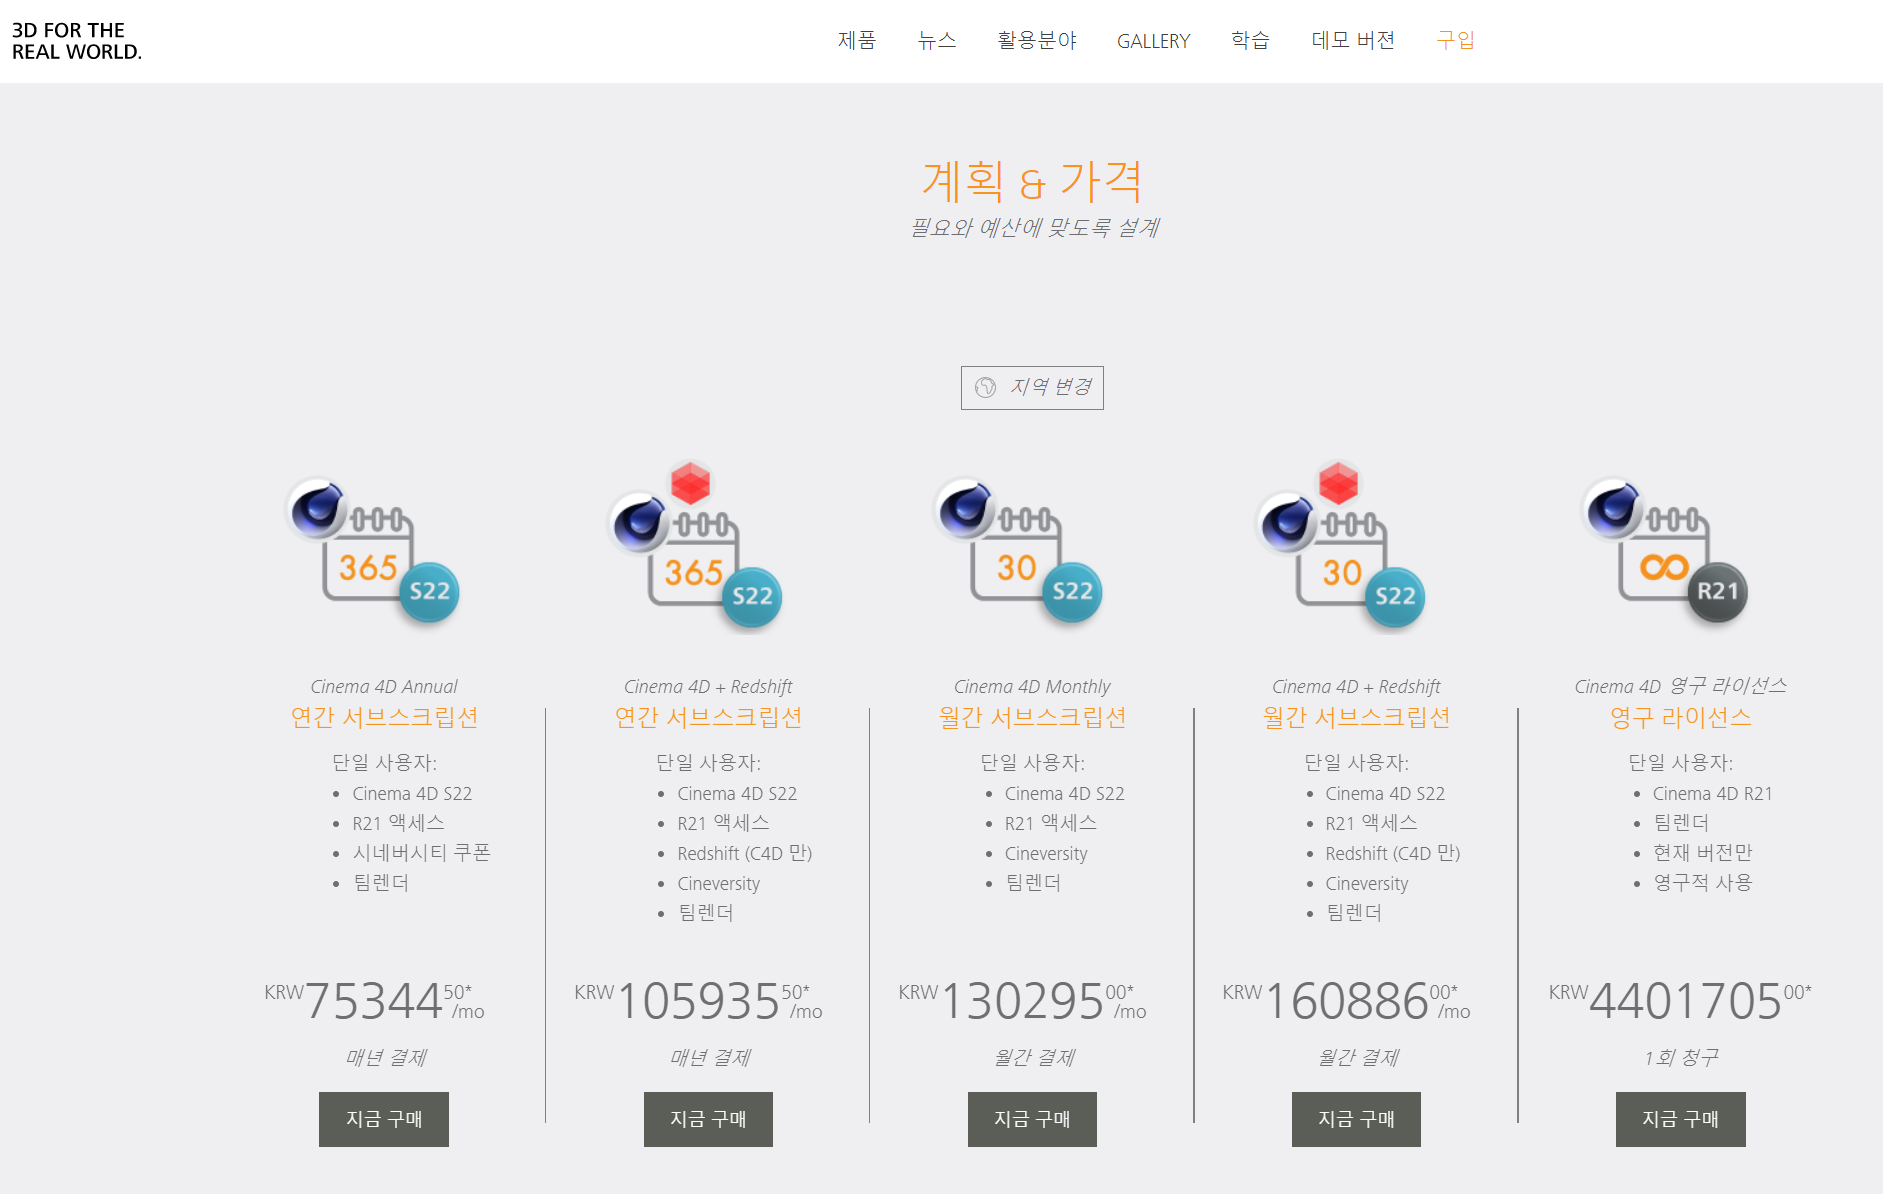 3D FOR THE
REAL WORLD.
제품 뉴스 활용분야 GALLERY 학습 데모 버젼 구입
계획 & 가격
필요와 예산에 맞도록 설계
지역 변경
365 S22
365 S22
30 S22
30 S22
∞ R21
Cinema 4D Annual
연간 서브스크립션
단일 사용자:
• Cinema 4D S22
• R21 액세스
• 시네버시티 쿠폰
• 팀렌더
KRW 75344 50* /mo
매년 결제
지금 구매
Cinema 4D + Redshift
연간 서브스크립션
단일 사용자:
• Cinema 4D S22
• R21 액세스
• Redshift (C4D 만)
• Cineversity
• 팀렌더
KRW 105935 50* /mo
매년 결제
지금 구매
Cinema 4D Monthly
월간 서브스크립션
단일 사용자:
• Cinema 4D S22
• R21 액세스
• Cineversity
• 팀렌더
KRW 130295 00* /mo
월간 결제
지금 구매
Cinema 4D + Redshift
월간 서브스크립션
단일 사용자:
• Cinema 4D S22
• R21 액세스
• Redshift (C4D 만)
• Cineversity
• 팀렌더
KRW 160886 00* /mo
월간 결제
지금 구매
Cinema 4D 영구 라이선스
영구 라이선스
단일 사용자:
• Cinema 4D R21
• 팀렌더
• 현재 버전만
• 영구적 사용
KRW 4401705 00*
1회 청구
지금 구매